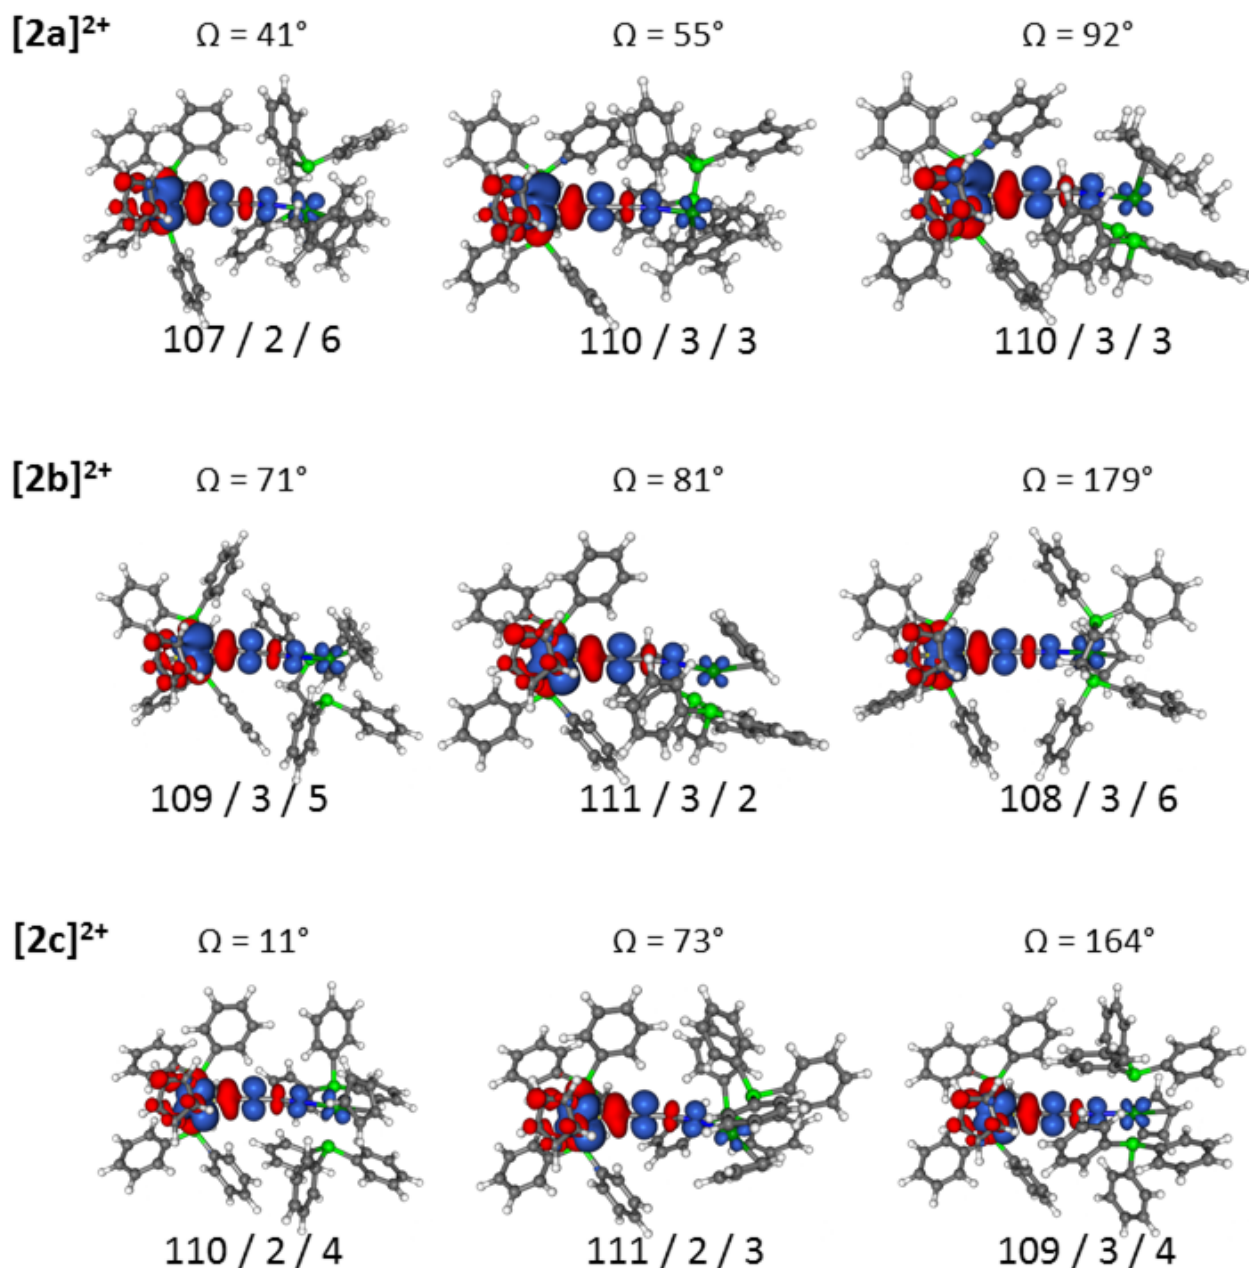 [2a]²⁺ Ω = 41° Ω = 55° Ω = 92°
107 / 2 / 6 110 / 3 / 3 110 / 3 / 3
[2b]²⁺ Ω = 71° Ω = 81° Ω = 179°
109 / 3 / 5 111 / 3 / 2 108 / 3 / 6
[2c]²⁺ Ω = 11° Ω = 73° Ω = 164°
110 / 2 / 4 111 / 2 / 3 109 / 3 / 4